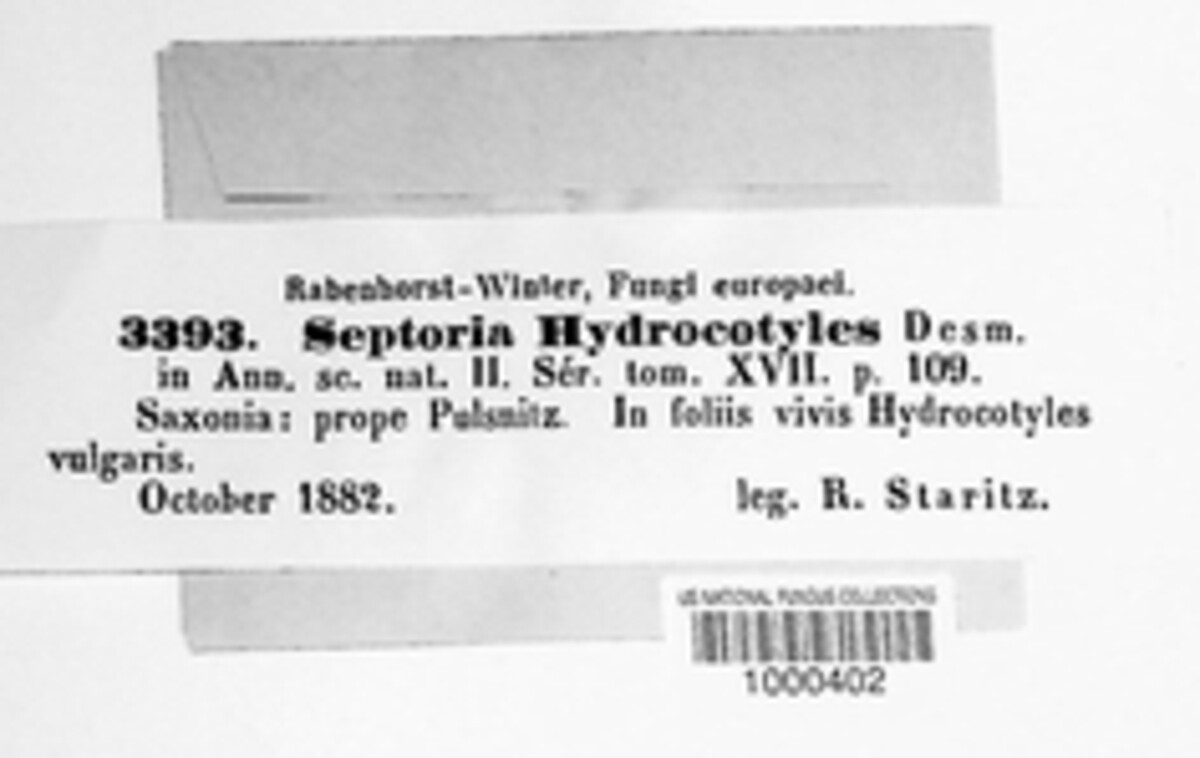 Rabenhorst-Winter, Fungi europaei.
3393. Septoria Hydrocotyles Desm.
in Ann. sc. nat. II. Sér. tom. XVII. p. 109.
Saxonia: prope Pulsnitz. In foliis vivis Hydrocotyles
vulgaris.
October 1882. leg. R. Staritz.
US NATIONAL FUNGUS COLLECTIONS
1000402